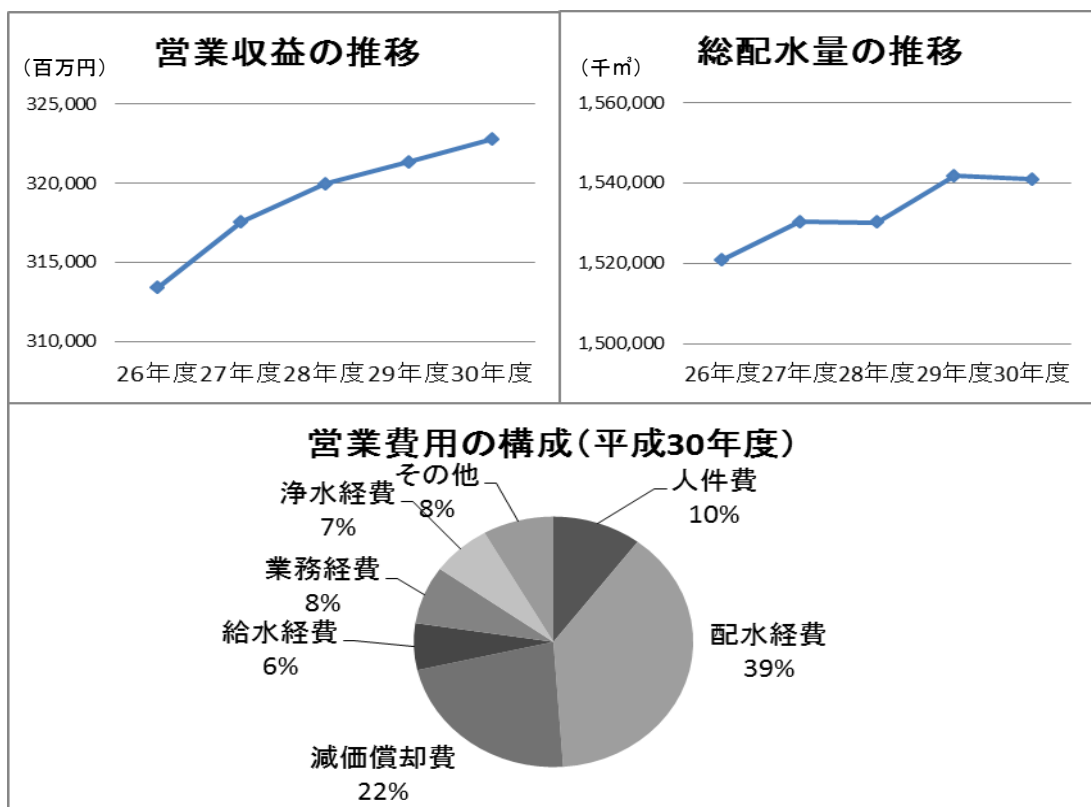 営業収益の推移
（百万円）
325,000
320,000
315,000
310,000
26年度 27年度 28年度 29年度 30年度
総配水量の推移
（千㎥）
1,560,000
1,540,000
1,520,000
1,500,000
26年度 27年度 28年度 29年度 30年度
営業費用の構成（平成30年度）
人件費
10%
配水経費
39%
減価償却費
22%
給水経費
6%
業務経費
8%
浄水経費
7%
その他
8%